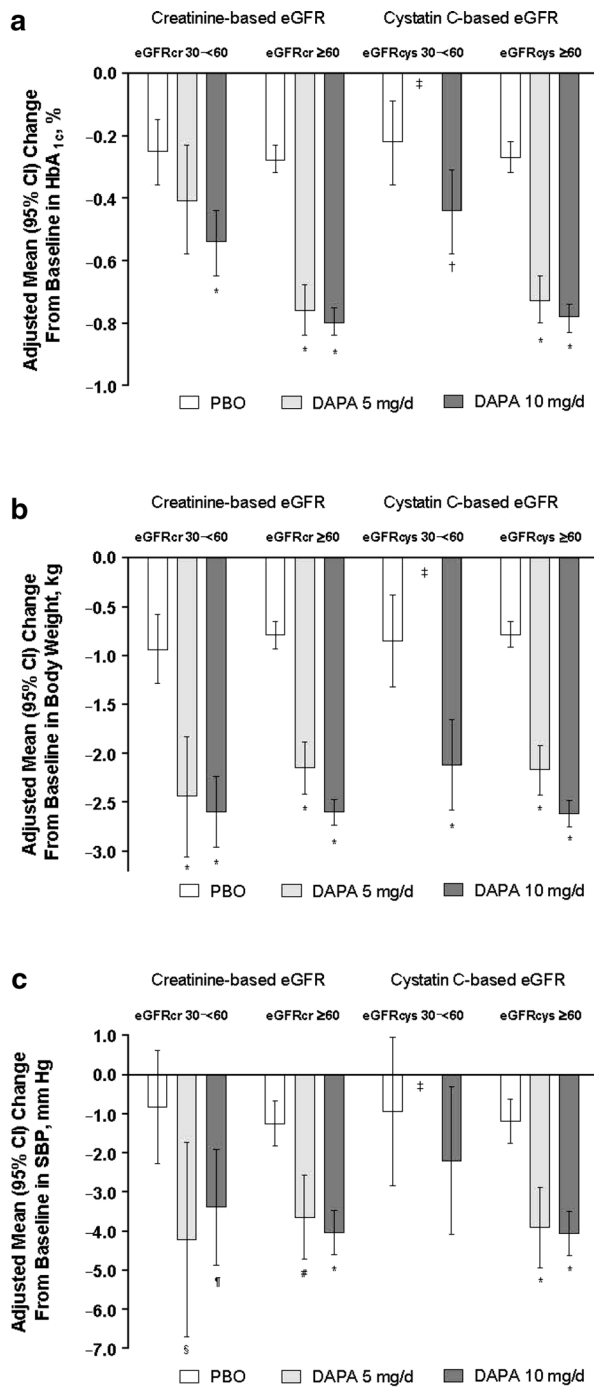 a
Creatinine-based eGFR Cystatin C-based eGFR
eGFRcr 30–<60 eGFRcr ≥60 eGFRcys 30–<60 eGFRcys ≥60
Adjusted Mean (95% CI) Change
From Baseline in HbA1c, %
0.0
‡
−0.2
−0.4
−0.6
−0.8
−1.0
* * * † * *
PBO DAPA 5 mg/d DAPA 10 mg/d
b
Creatinine-based eGFR Cystatin C-based eGFR
eGFRcr 30–<60 eGFRcr ≥60 eGFRcys 30–<60 eGFRcys ≥60
Adjusted Mean (95% CI) Change
From Baseline in Body Weight, kg
0.0
‡
−0.5
−1.0
−1.5
−2.0
−2.5
−3.0
* * * * * * *
PBO DAPA 5 mg/d DAPA 10 mg/d
c
Creatinine-based eGFR Cystatin C-based eGFR
eGFRcr 30–<60 eGFRcr ≥60 eGFRcys 30–<60 eGFRcys ≥60
Adjusted Mean (95% CI) Change
From Baseline in SBP, mm Hg
1.0
0.0
‡
−1.0
−2.0
−3.0
−4.0
−5.0
−6.0
−7.0
§ ¶ # * * *
PBO DAPA 5 mg/d DAPA 10 mg/d